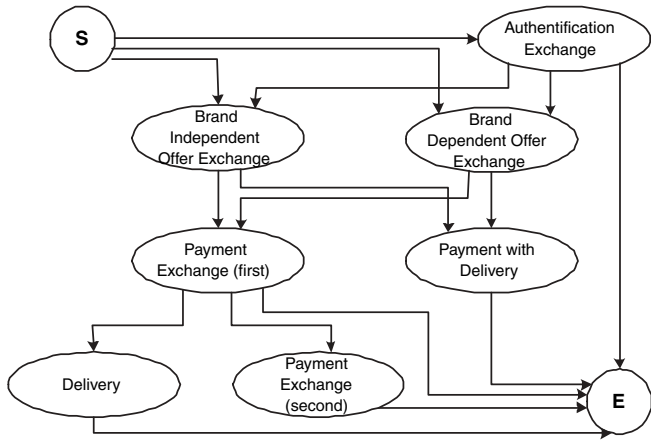 S
Authentification
Exchange
Brand
Independent
Offer Exchange
Brand
Dependent Offer
Exchange
Payment
Exchange (first)
Payment with
Delivery
Delivery
Payment
Exchange
(second)
E